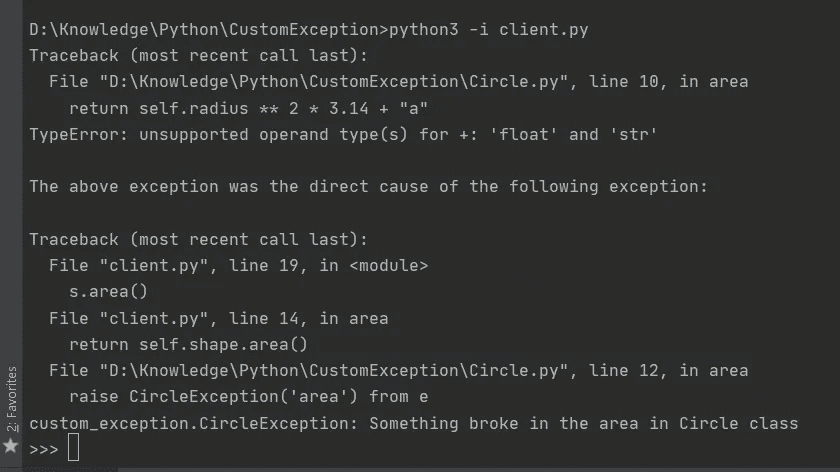 D:\Knowledge\Python\CustomException>python3 -i client.py
Traceback (most recent call last):
  File "D:\Knowledge\Python\CustomException\Circle.py", line 10, in area
    return self.radius ** 2 * 3.14 + "a"
TypeError: unsupported operand type(s) for +: 'float' and 'str'

The above exception was the direct cause of the following exception:

Traceback (most recent call last):
  File "client.py", line 19, in <module>
    s.area()
  File "client.py", line 14, in area
    return self.shape.area()
  File "D:\Knowledge\Python\CustomException\Circle.py", line 12, in area
    raise CircleException('area') from e
custom_exception.CircleException: Something broke in the area in Circle class
>>>
2: Favorites